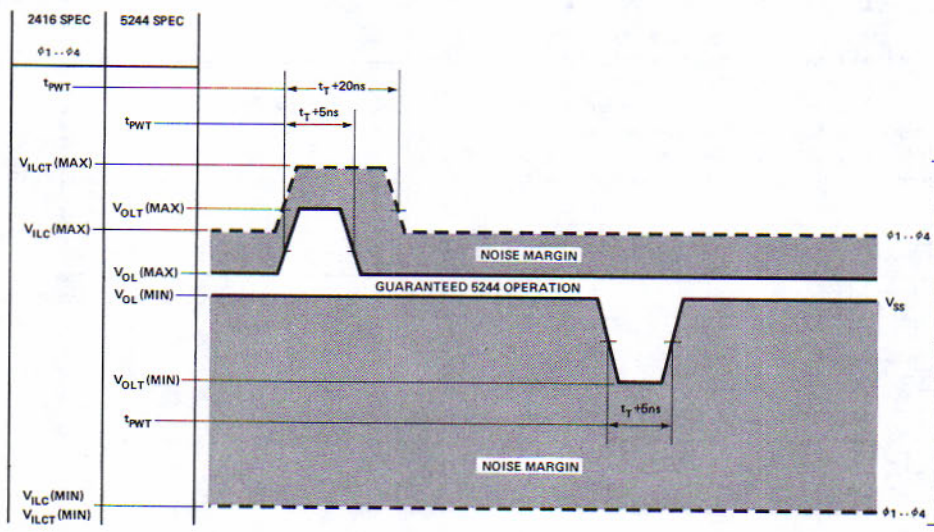 2416 SPEC 5244 SPEC
φ1··φ4
tPWT tT +20ns
tPWT tT +5ns
VILCT (MAX)
VOLT (MAX)
VILC (MAX) φ1··φ4
NOISE MARGIN
VOL (MAX)
GUARANTEED 5244 OPERATION
VOL (MIN) VSS
VOLT (MIN)
tPWT tT +5ns
NOISE MARGIN
VILC (MIN)
VILCT (MIN) φ1··φ4